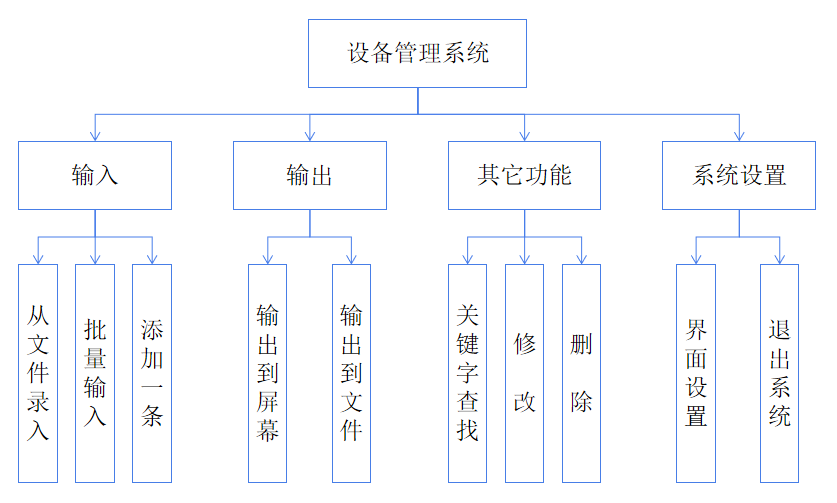 设备管理系统
输入
输出
其它功能
系统设置
从文件录入
批量输入
添加一条
输出到屏幕
输出到文件
关键字查找
修改
删除
界面设置
退出系统